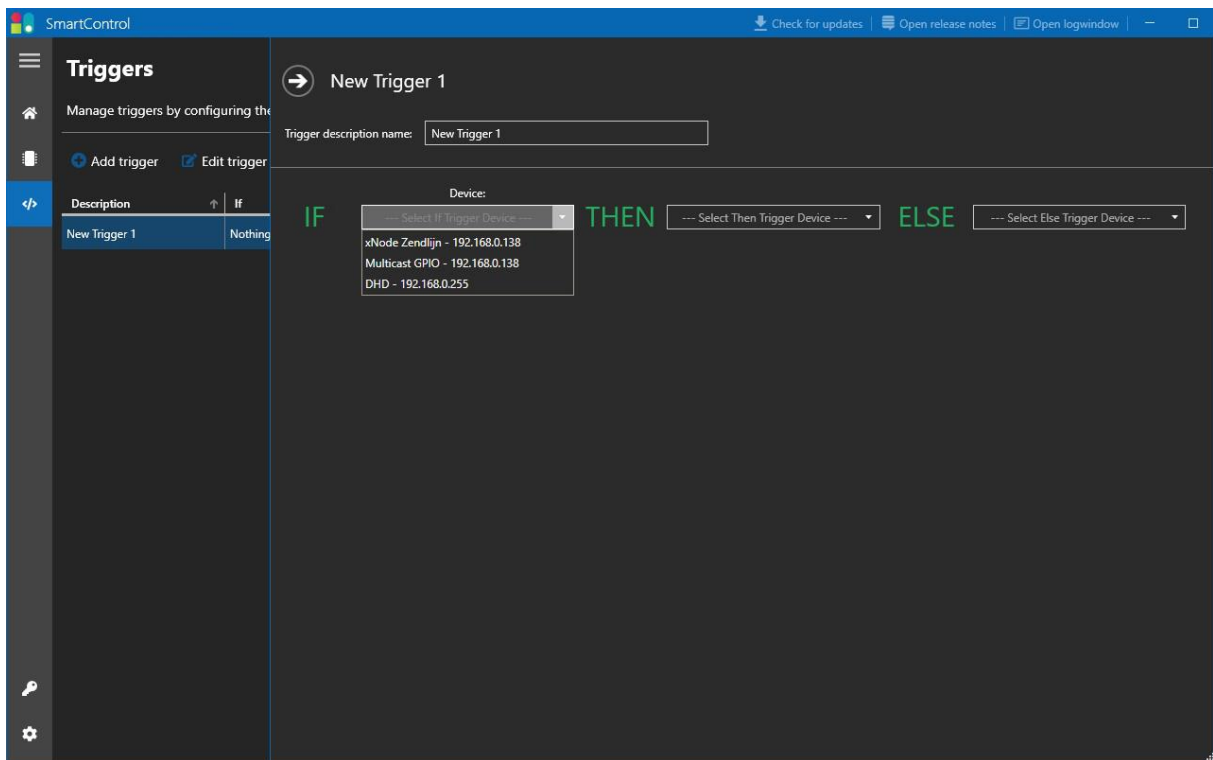 SmartControl
Check for updates
Open release notes
Open logwindow
Triggers
Manage triggers by configuring the
Add trigger
Edit trigger
Description
If
New Trigger 1
Nothing
New Trigger 1
Trigger description name:
New Trigger 1
IF
Device:
--- Select If Trigger Device ---
xNode Zendlijn - 192.168.0.138
Multicast GPIO - 192.168.0.138
DHD - 192.168.0.255
THEN
--- Select Then Trigger Device ---
ELSE
--- Select Else Trigger Device ---